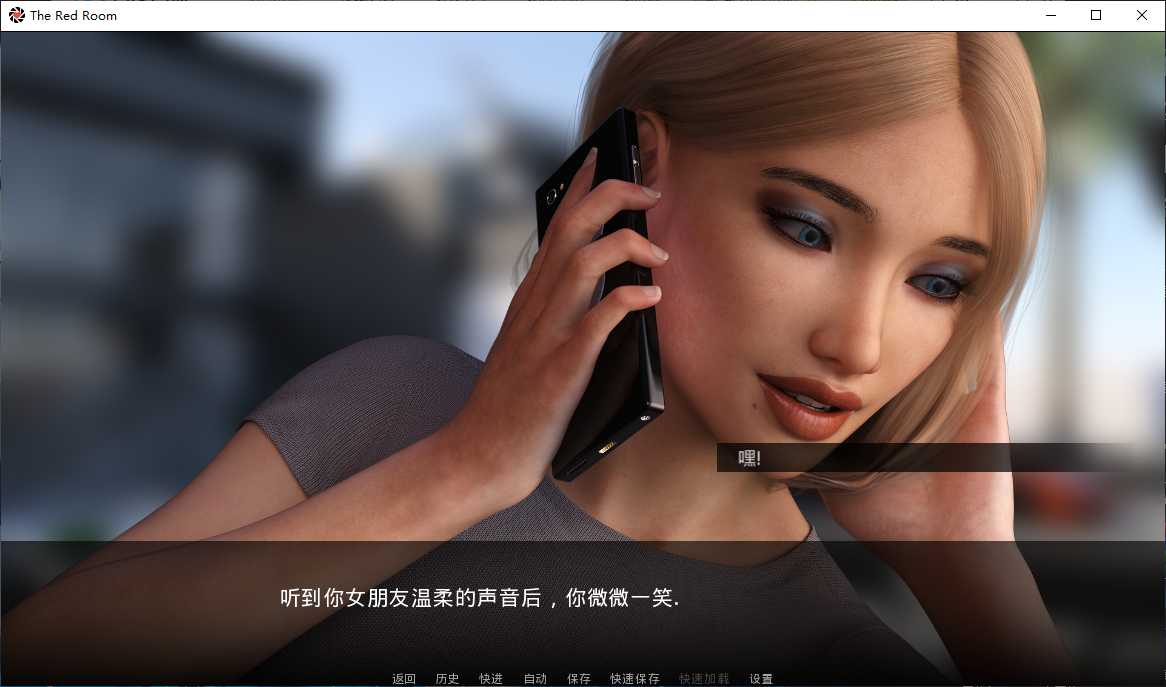 The Red Room
嘿!
听到你女朋友温柔的声音后，你微微一笑.
返回 历史 快进 自动 保存 快速保存 快速加载 设置